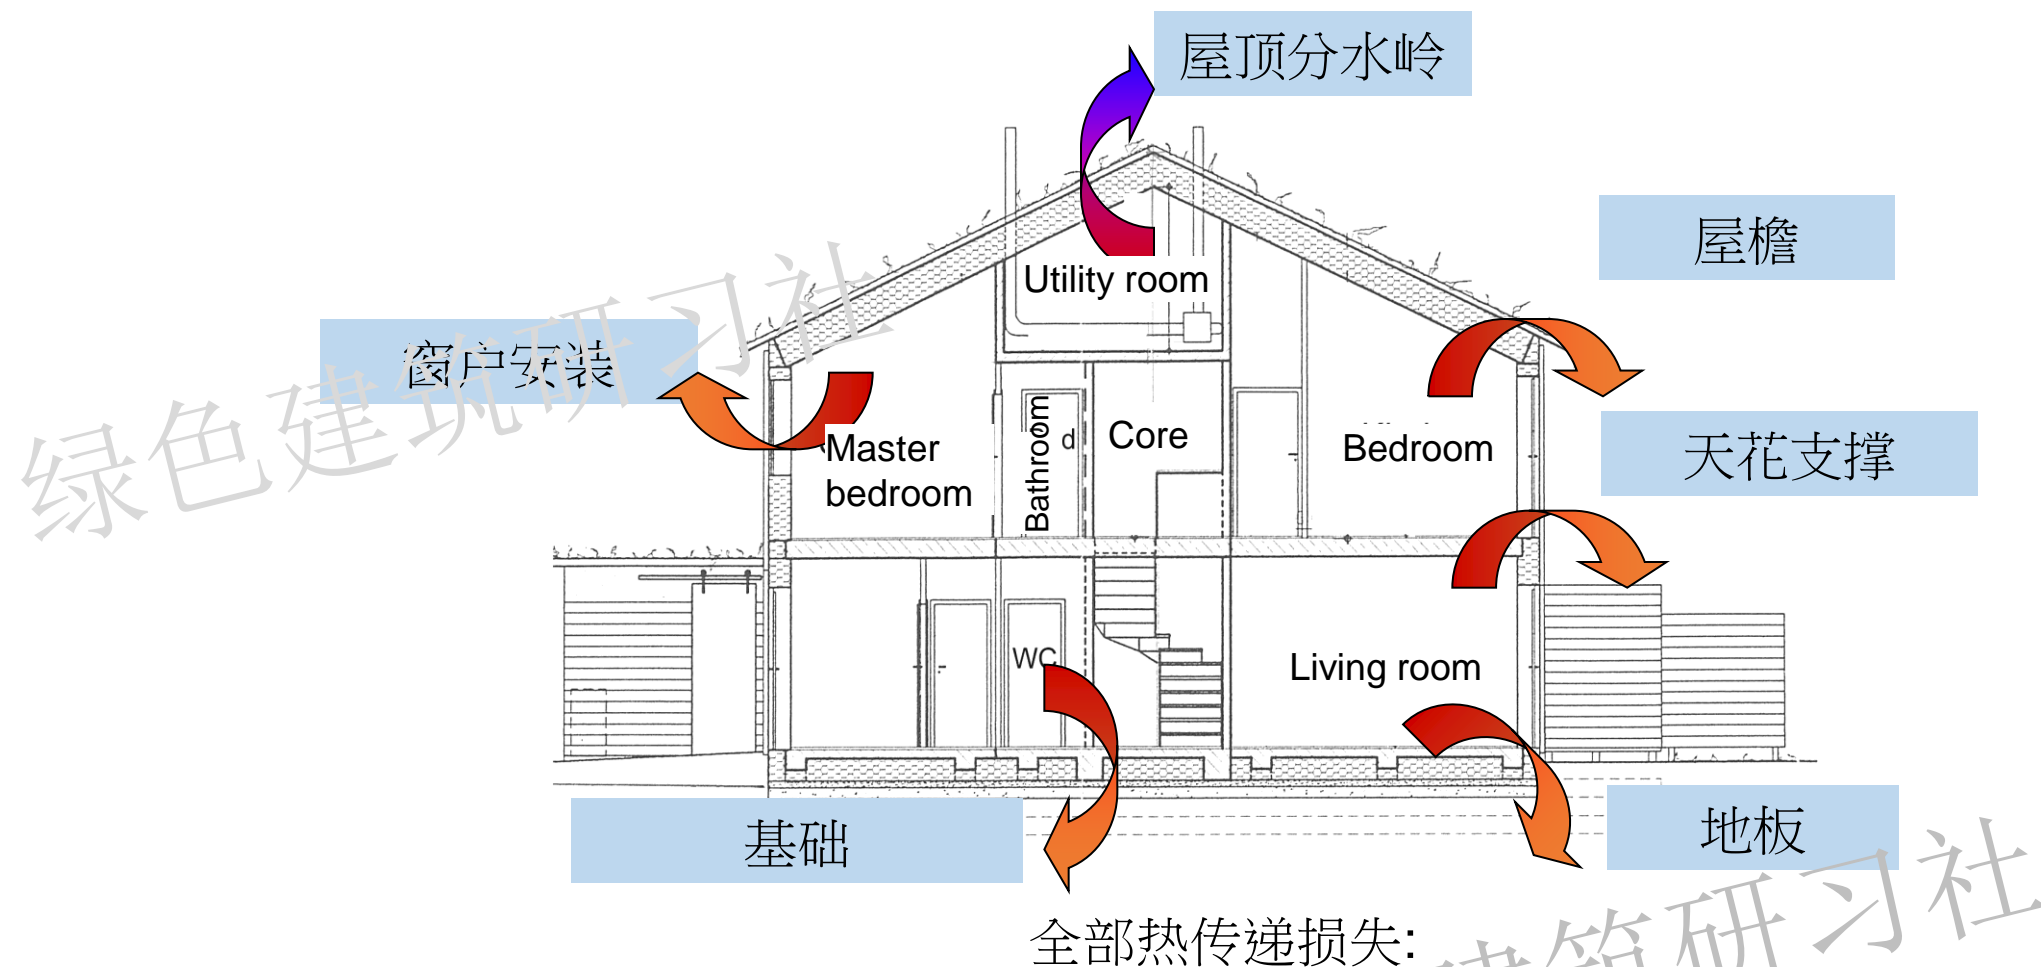 屋顶分水岭
屋檐
Utility room
窗户安装
天花支撑
Master
bedroom
Bathroom
d
Core
Bedroom
WC
Living room
基础
地板
全部热传递损失:
绿色建筑研习社
建筑研习社